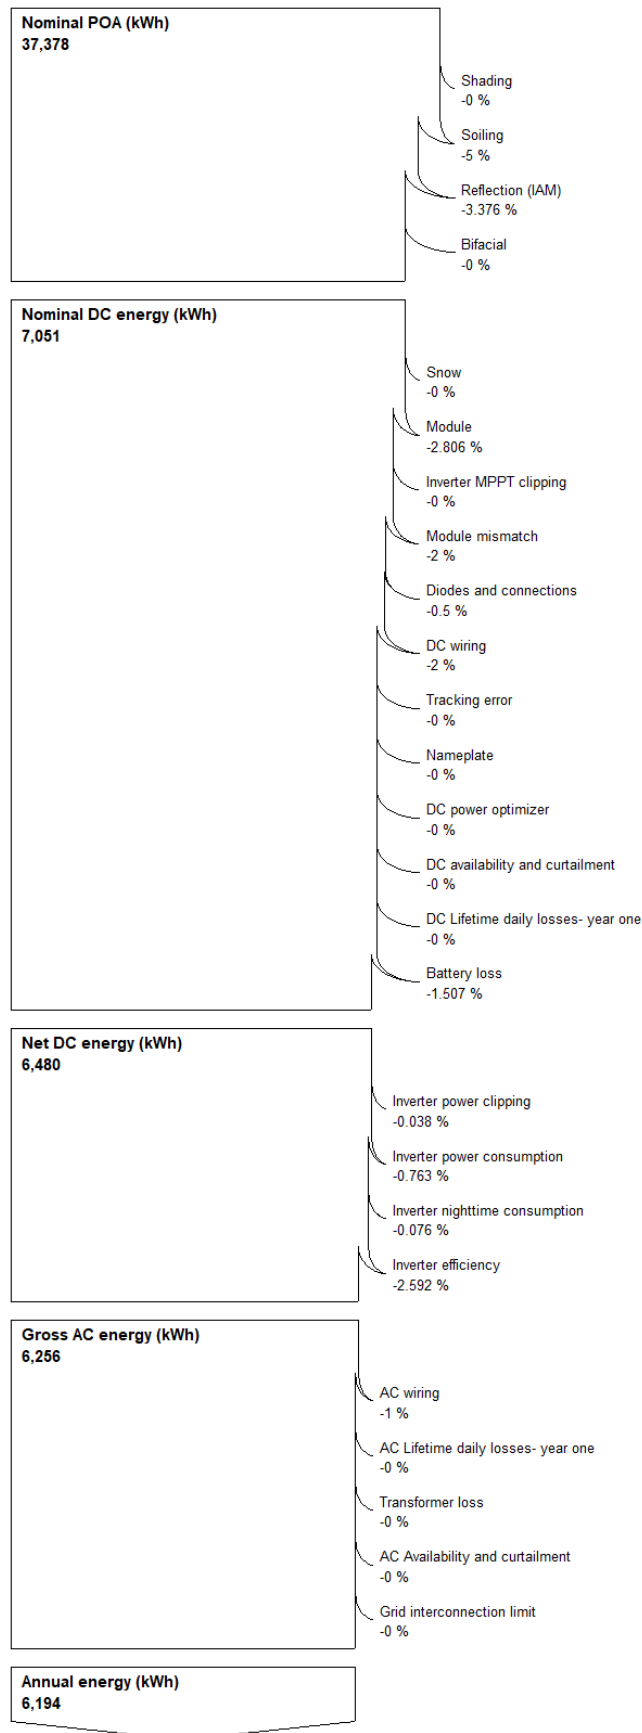 Nominal POA (kWh)
37,378
Shading
-0 %
Soiling
-5 %
Reflection (IAM)
-3.376 %
Bifacial
-0 %
Nominal DC energy (kWh)
7,051
Snow
-0 %
Module
-2.806 %
Inverter MPPT clipping
-0 %
Module mismatch
-2 %
Diodes and connections
-0.5 %
DC wiring
-2 %
Tracking error
-0 %
Nameplate
-0 %
DC power optimizer
-0 %
DC availability and curtailment
-0 %
DC Lifetime daily losses- year one
-0 %
Battery loss
-1.507 %
Net DC energy (kWh)
6,480
Inverter power clipping
-0.038 %
Inverter power consumption
-0.763 %
Inverter nighttime consumption
-0.076 %
Inverter efficiency
-2.592 %
Gross AC energy (kWh)
6,256
AC wiring
-1 %
AC Lifetime daily losses- year one
-0 %
Transformer loss
-0 %
AC Availability and curtailment
-0 %
Grid interconnection limit
-0 %
Annual energy (kWh)
6,194